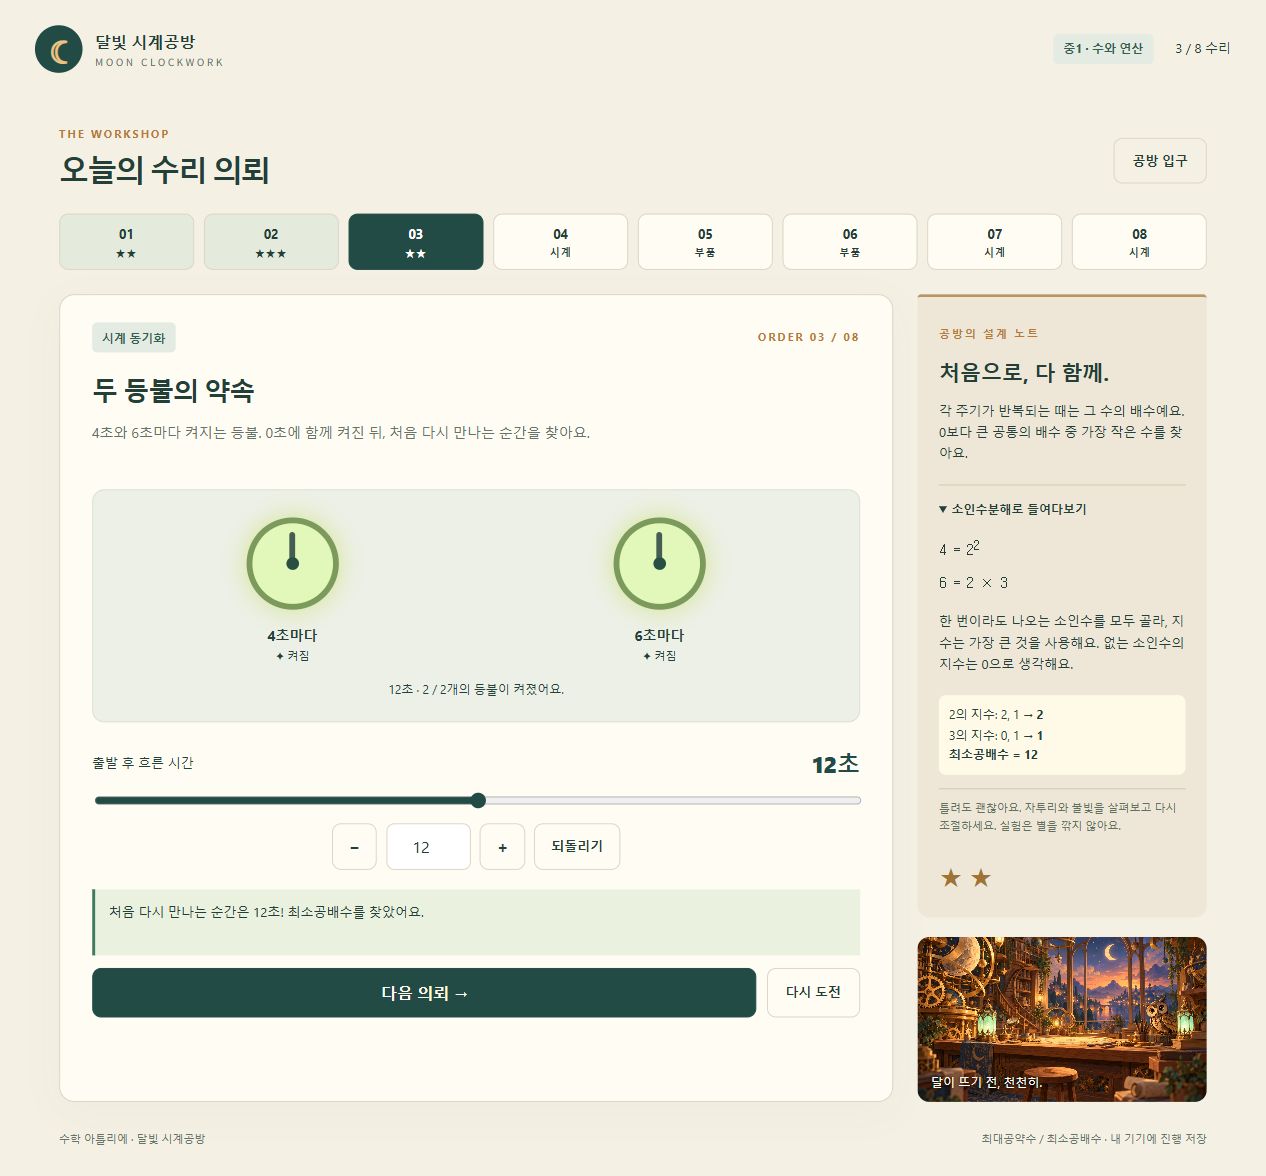 달빛 시계공방
MOON CLOCKWORK
중1 · 수와 연산
3 / 8 수리
THE WORKSHOP
오늘의 수리 의뢰
공방 입구
01
★★
02
★★★
03
★★
04
시계
05
부품
06
부품
07
시계
08
시계
시계 동기화
ORDER 03 / 08
두 등불의 약속
4초와 6초마다 켜지는 등불. 0초에 함께 켜진 뒤, 처음 다시 만나는 순간을 찾아요.
4초마다
✦ 켜짐
6초마다
✦ 켜짐
12초 · 2 / 2개의 등불이 켜졌어요.
출발 후 흐른 시간
12초
−
12
+
되돌리기
처음 다시 만나는 순간은 12초! 최소공배수를 찾았어요.
다음 의뢰 →
다시 도전
공방의 설계 노트
처음으로, 다 함께.
각 주기가 반복되는 때는 그 수의 배수예요.
0보다 큰 공통의 배수 중 가장 작은 수를 찾
아요.
▼ 소인수분해로 들여다보기
4 = 2²
6 = 2 × 3
한 번이라도 나오는 소인수를 모두 골라, 지
수는 가장 큰 것을 사용해요. 없는 소인수의
지수는 0으로 생각해요.
2의 지수: 2, 1 → 2
3의 지수: 0, 1 → 1
최소공배수 = 12
틀려도 괜찮아요. 자투리와 불빛을 살펴보고 다시
조절하세요. 실험은 별을 깎지 않아요.
★ ★
달이 뜨기 전, 천천히.
수학 아틀리에 · 달빛 시계공방
최대공약수 / 최소공배수 · 내 기기에 진행 저장